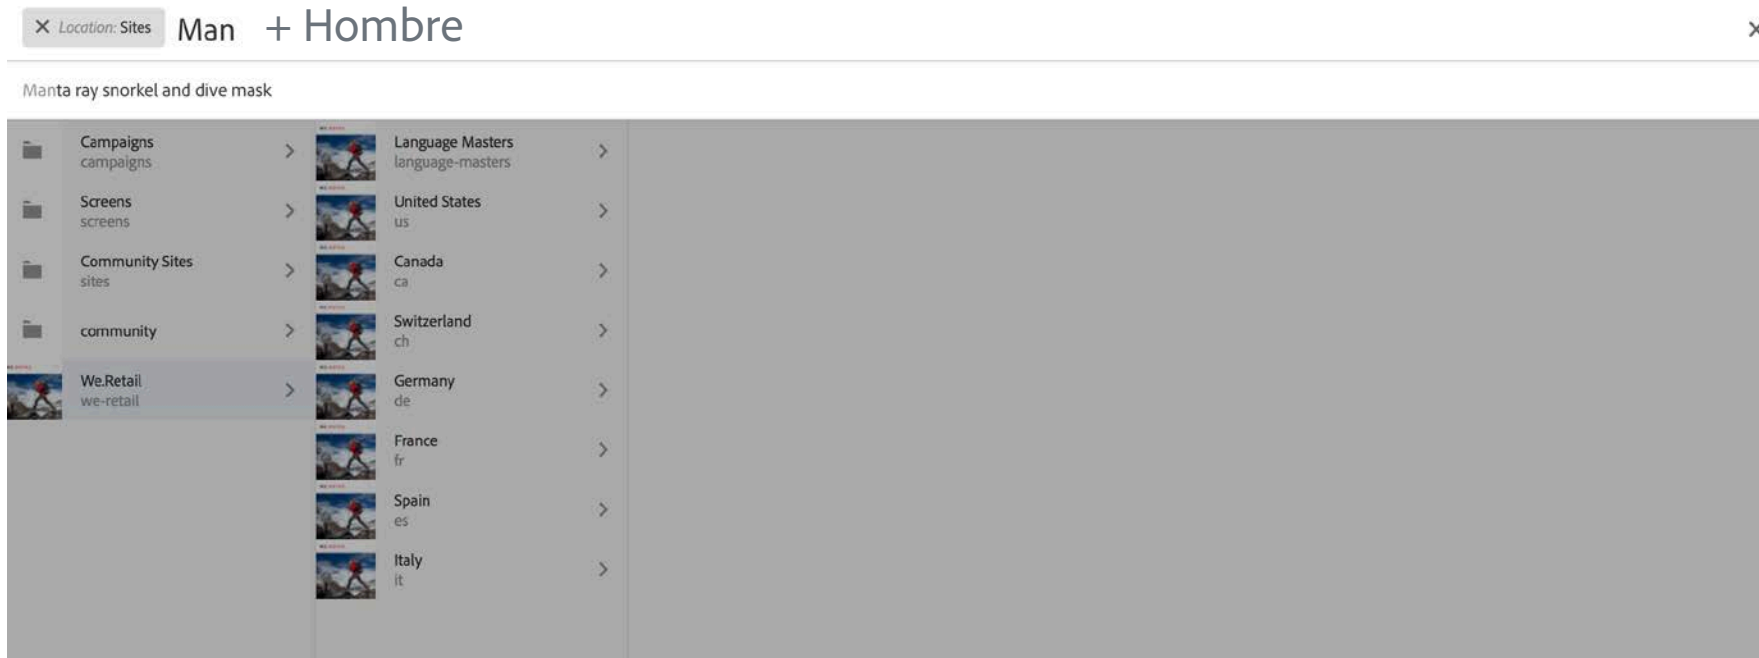 Location: Sites Man + Hombre
Manta ray snorkel and dive mask
Campaigns
campaigns
Screens
screens
Community Sites
sites
community
We.Retail
we-retail
Language Masters
language-masters
United States
us
Canada
ca
Switzerland
ch
Germany
de
France
fr
Spain
es
Italy
it